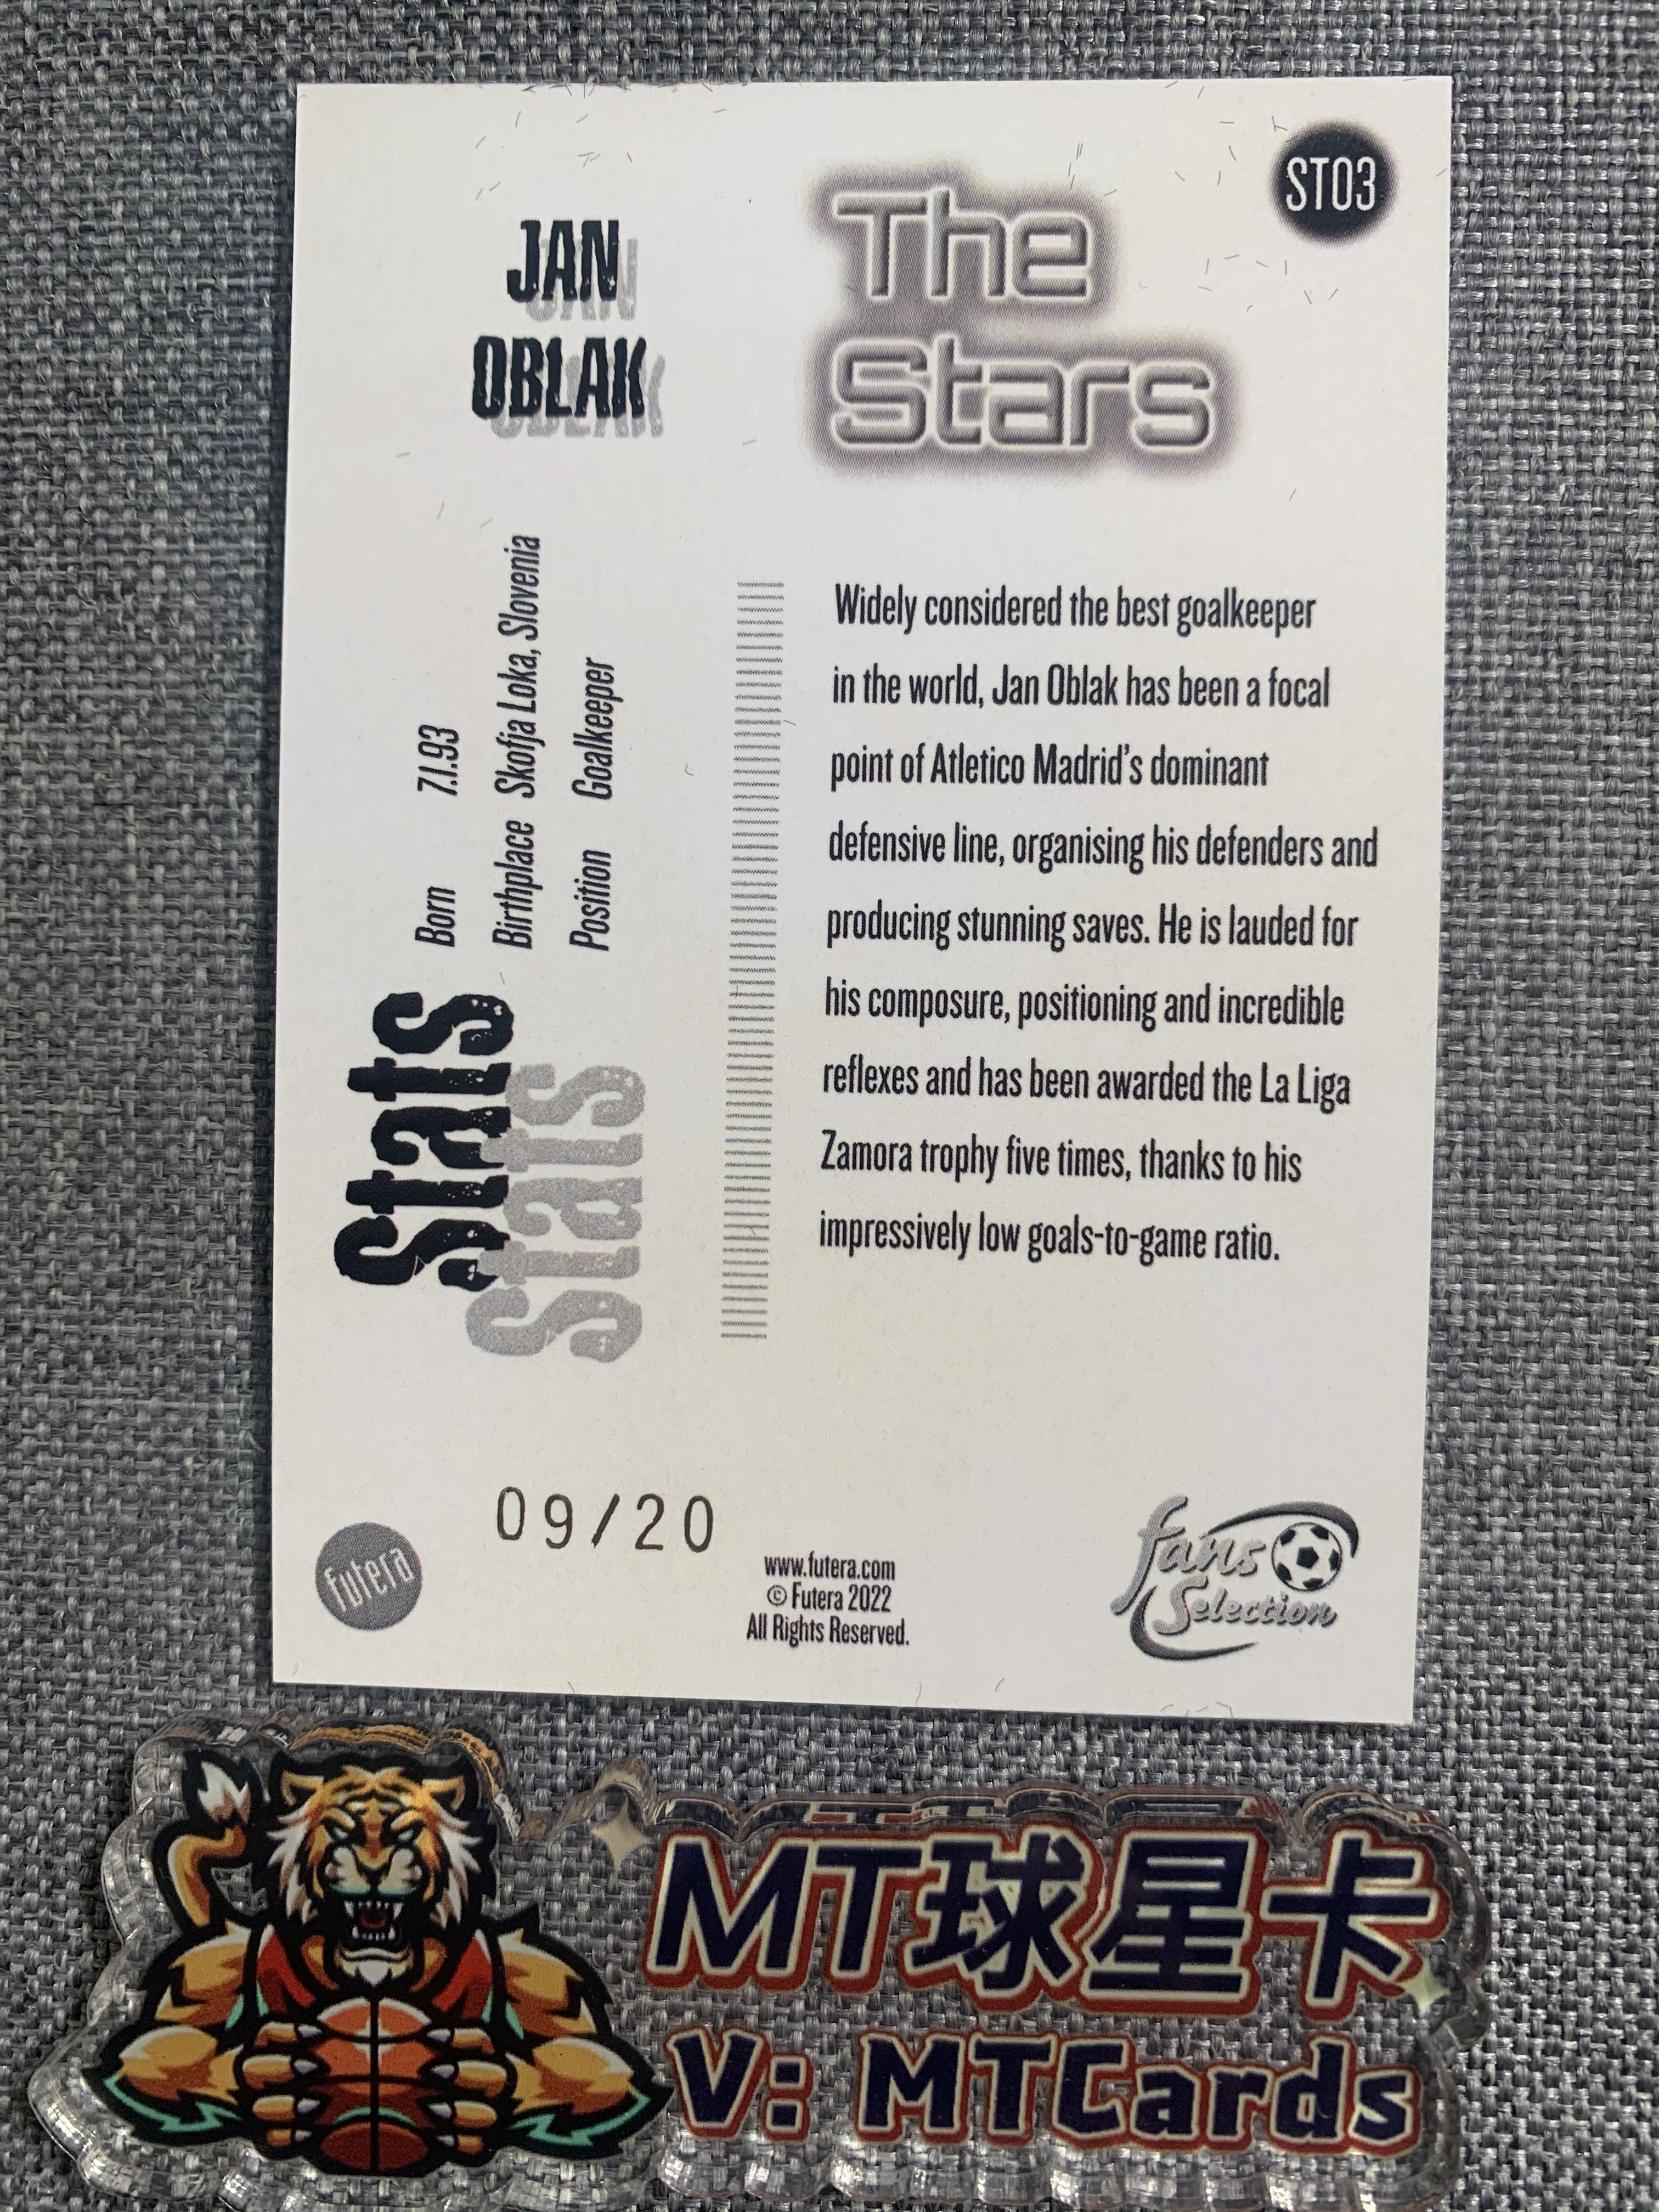 ST03
The
Stars
JAN
OBLAK
Born 7.1.93
Birthplace Skofja Loka, Slovenia
Position Goalkeeper
Stats
Stats
Widely considered the best goalkeeper
in the world, Jan Oblak has been a focal
point of Atletico Madrid's dominant
defensive line, organising his defenders and
producing stunning saves. He is lauded for
his composure, positioning and incredible
reflexes and has been awarded the La Liga
Zamora trophy five times, thanks to his
impressively low goals-to-game ratio.
09/20
futera
www.futera.com
© Futera 2022
All Rights Reserved.
fans
Selection
MT球星卡
V: MTCards